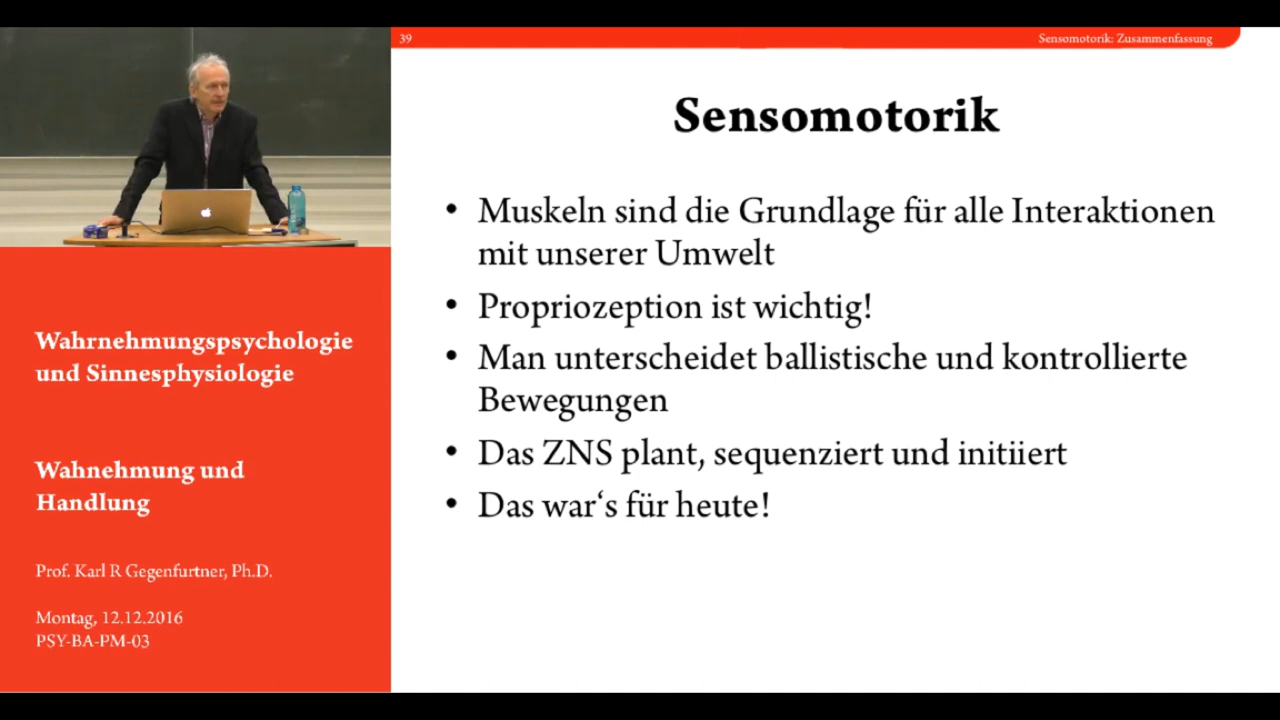 39
Sensomotorik: Zusammenfassung
Sensomotorik
• Muskeln sind die Grundlage für alle Interaktionen
mit unserer Umwelt
• Propriozeption ist wichtig!
• Man unterscheidet ballistische und kontrollierte
Bewegungen
• Das ZNS plant, sequenziert und initiiert
• Das war‘s für heute!
Wahrnehmungspsychologie
und Sinnesphysiologie
Wahnehmung und
Handlung
Prof. Karl R Gegenfurtner, Ph.D.
Montag, 12.12.2016
PSY-BA-PM-03